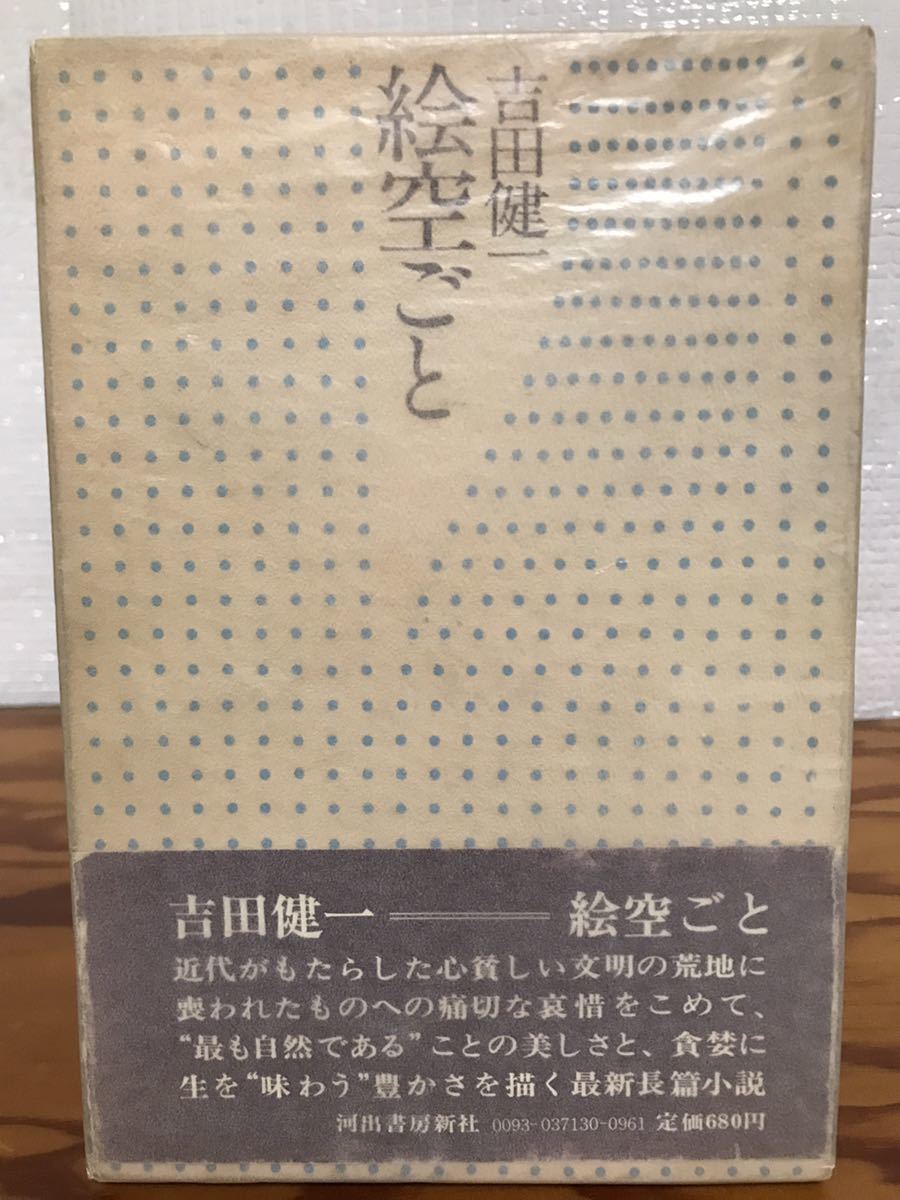 吉田健一
絵空ごと
吉田健一 ═ 絵空ごと
近代がもたらした心貧しい文明の荒地に
喪われたものへの痛切な哀惜をこめて、
“最も自然である”ことの美しさと、貪婪に
生を“味わう”豊かさを描く最新長篇小説
河出書房新社 0093-037130-0961 定価680円